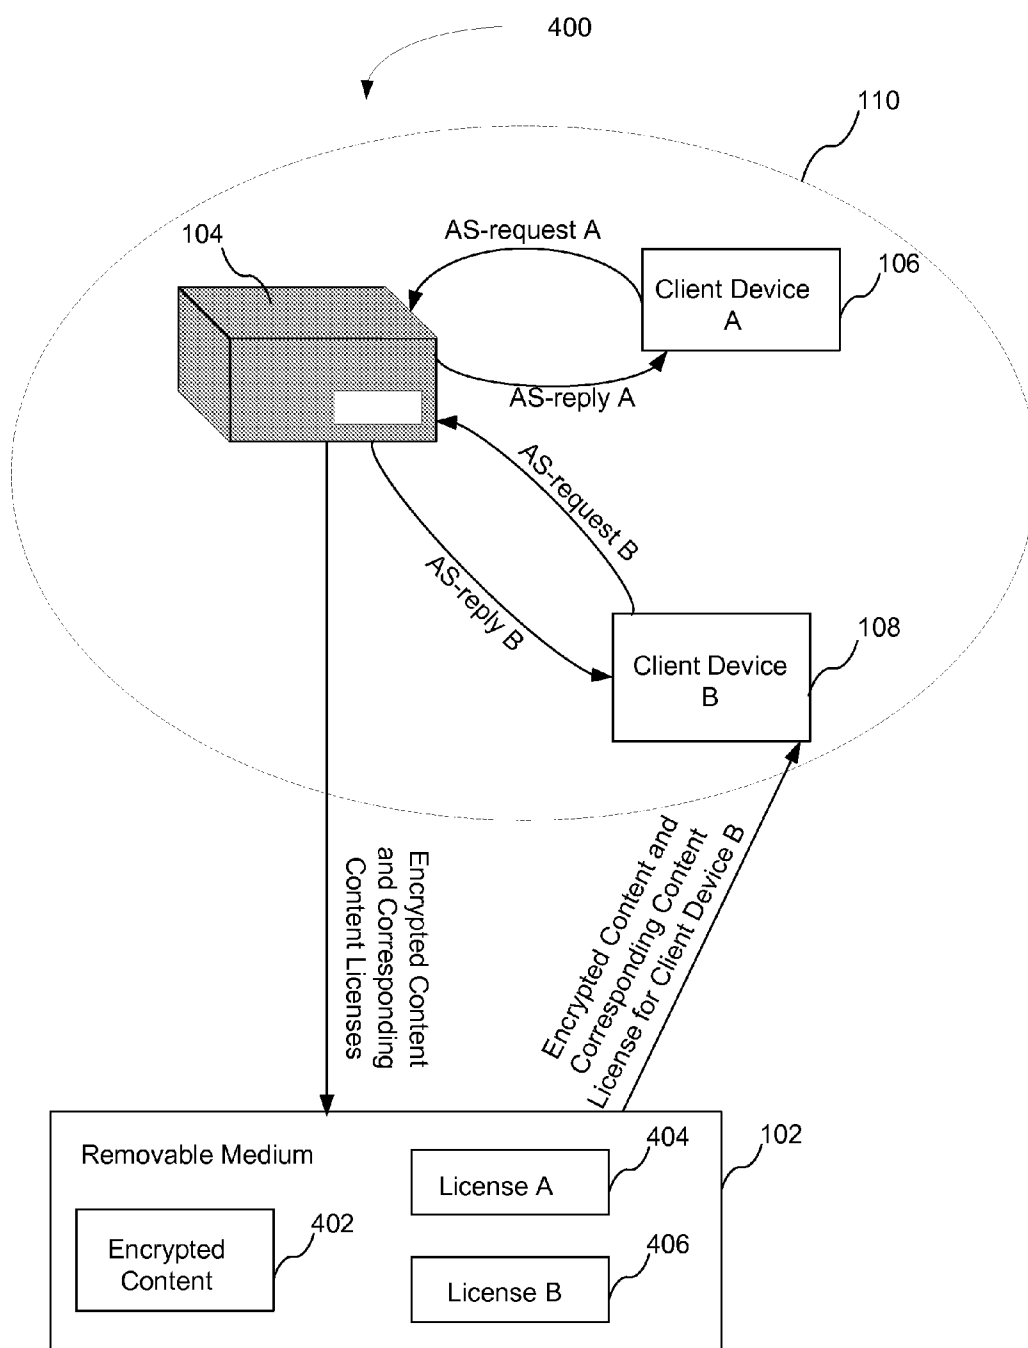 400
110
104
AS-request A
106
Client Device
A
AS-reply A
AS-request B
AS-reply B
108
Client Device
B
Encrypted Content
and Corresponding
Content Licenses
Encrypted Content and
Corresponding Content
License for Client Device B
102
Removable Medium
404
License A
402
Encrypted
Content
406
License B